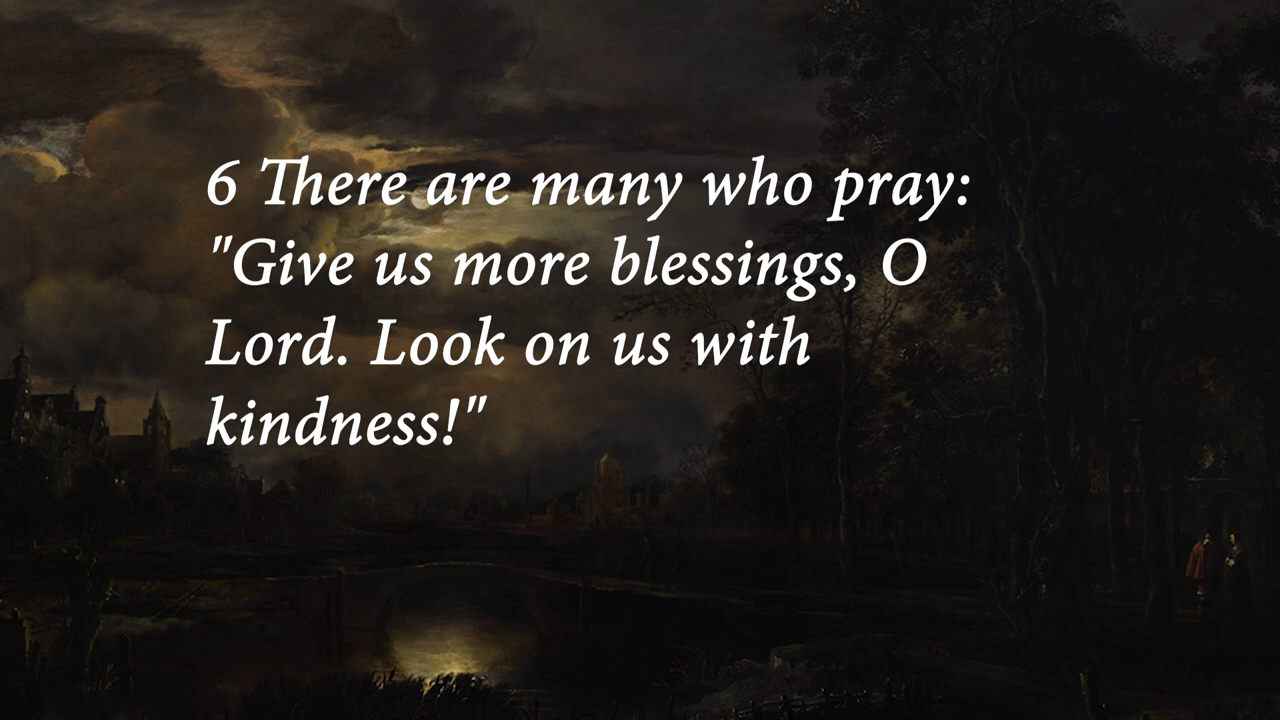 6 There are many who pray:
"Give us more blessings, O
Lord. Look on us with
kindness!"